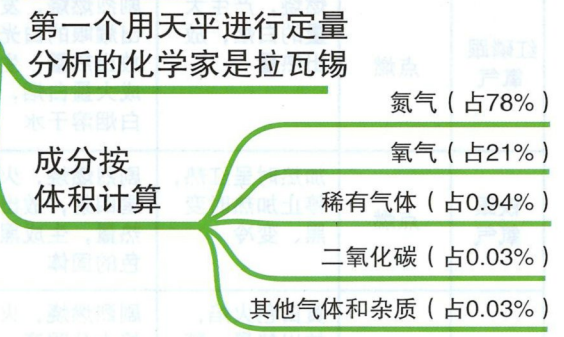 第一个用天平进行定量
分析的化学家是拉瓦锡
成分按
体积计算
氮气（占78%）
氧气（占21%）
稀有气体（占0.94%）
二氧化碳（占0.03%）
其他气体和杂质（占0.03%）